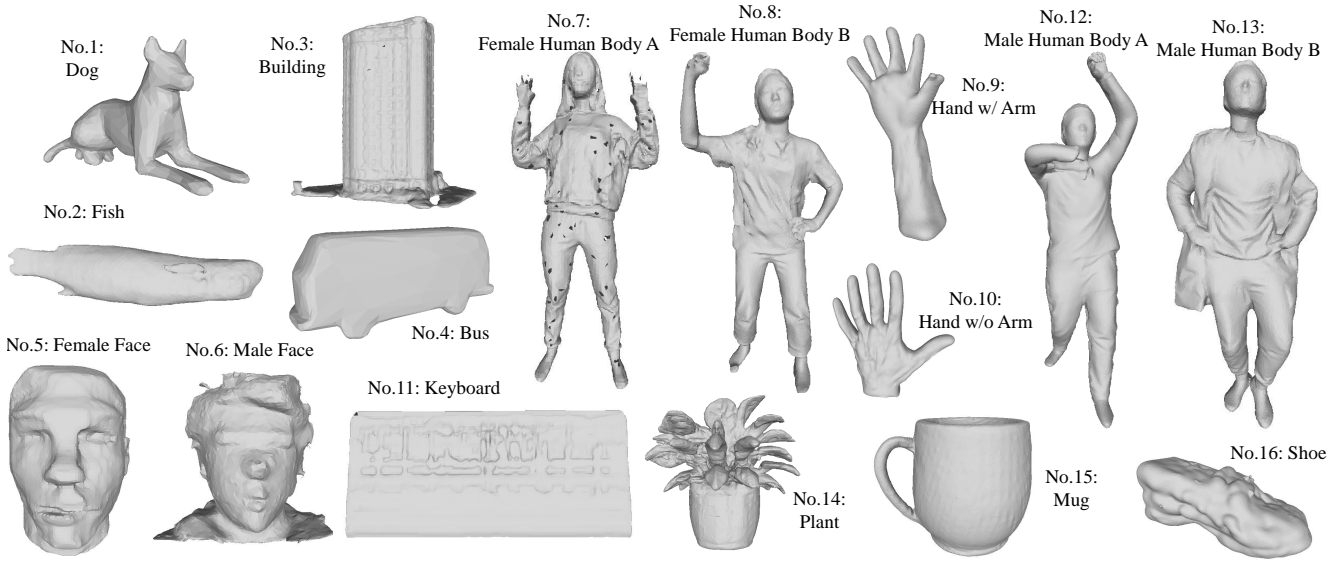 No.1:
Dog
No.2: Fish
No.3:
Building
No.4: Bus
No.5: Female Face
No.6: Male Face
No.7:
Female Human Body A
No.8:
Female Human Body B
No.9:
Hand w/ Arm
No.10:
Hand w/o Arm
No.11: Keyboard
No.12:
Male Human Body A
No.13:
Male Human Body B
No.14:
Plant
No.15:
Mug
No.16: Shoe